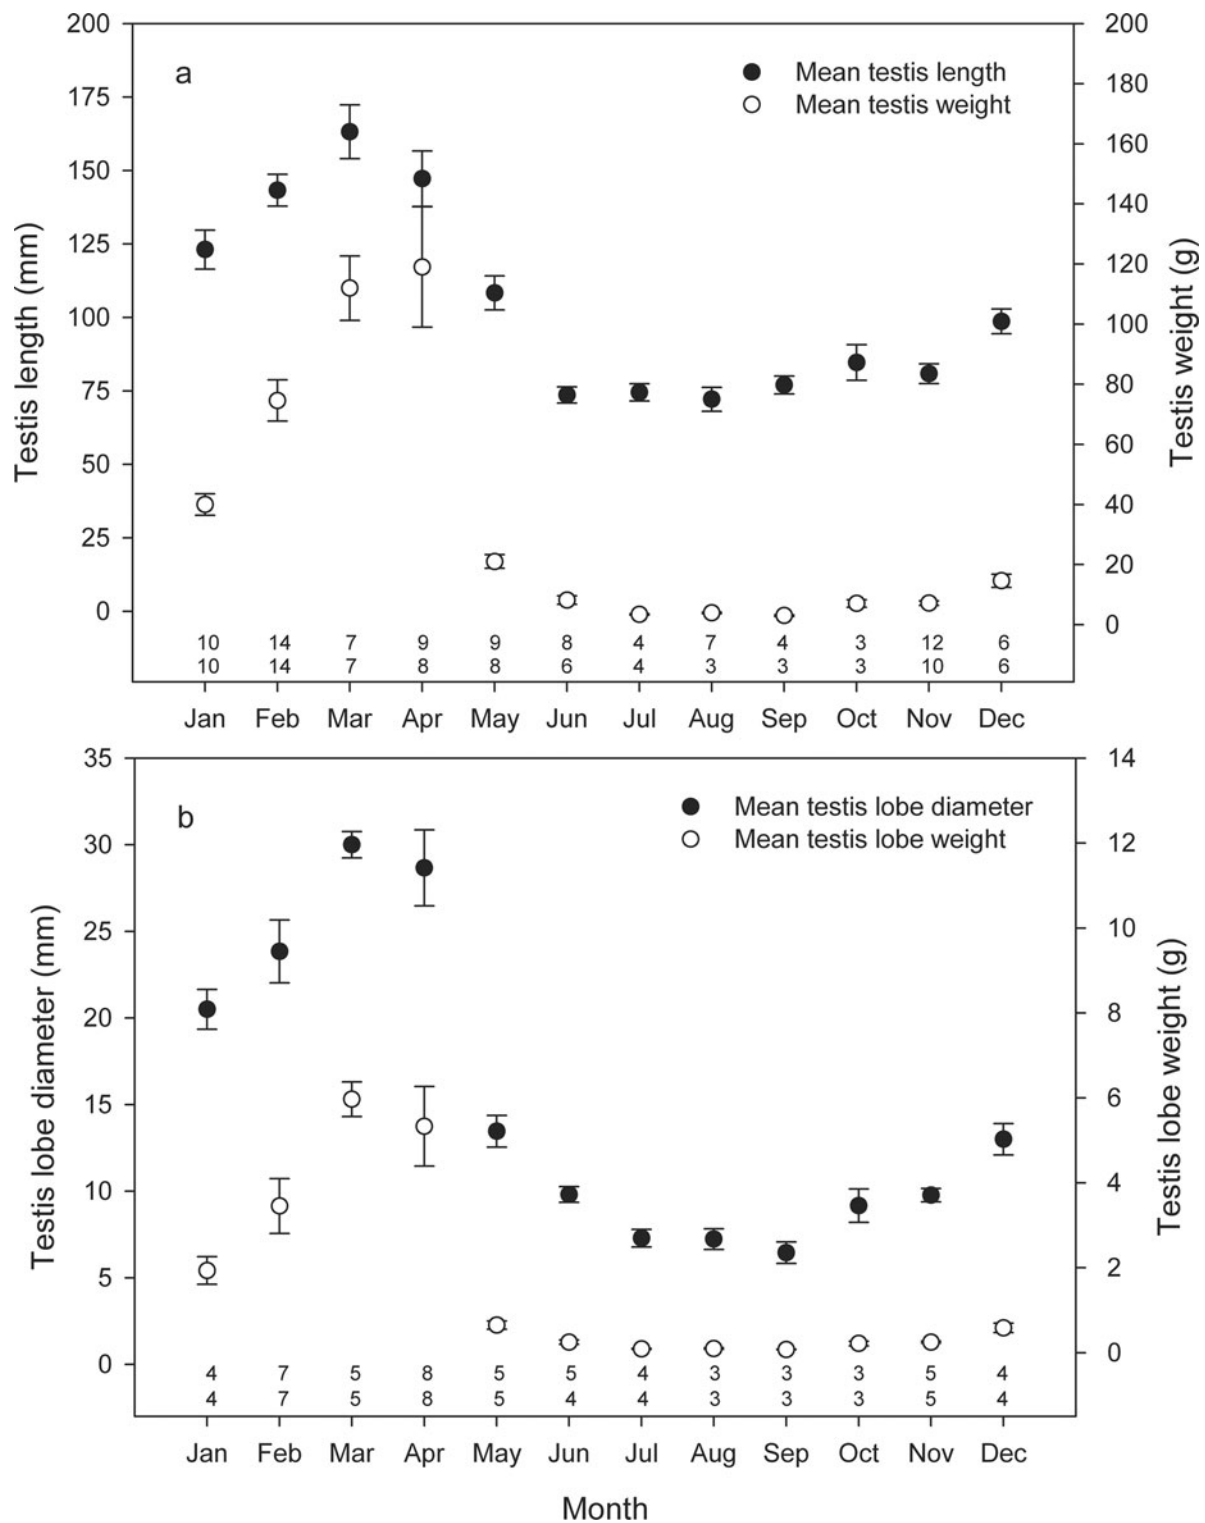 200 200
a
Mean testis length
Mean testis weight
175 180
150 160
125 140
100 120
75 100
50 80
25 60
0 40
20
0
Testis length (mm)
Testis weight (g)
10 14 7 9 9 8 4 7 4 3 12 6
10 14 7 8 8 6 4 3 3 3 10 6
Jan Feb Mar Apr May Jun Jul Aug Sep Oct Nov Dec
35 14
b
Mean testis lobe diameter
Mean testis lobe weight
30 12
25 10
20 8
15 6
10 4
5 2
0 0
Testis lobe diameter (mm)
Testis lobe weight (g)
4 7 5 8 5 5 4 3 3 3 5 4
4 7 5 8 5 4 4 3 3 3 5 4
Jan Feb Mar Apr May Jun Jul Aug Sep Oct Nov Dec
Month